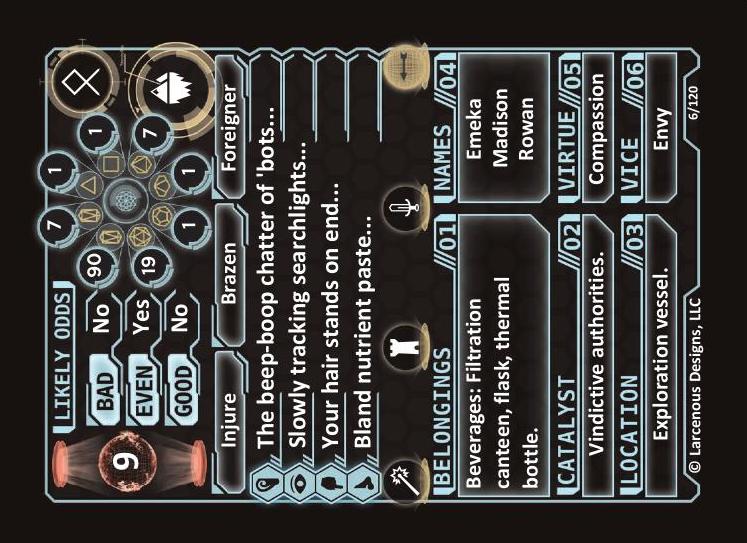 9
LIKELY ODDS
BAD No
EVEN Yes
GOOD No
7
1
1
90
7
19
1
1
Injure
Brazen
Foreigner
The beep-boop chatter of 'bots...
Slowly tracking searchlights...
Your hair stands on end...
Bland nutrient paste...
BELONGINGS //01
Beverages: Filtration
canteen, flask, thermal
bottle.
NAMES //04
Emeka
Madison
Rowan
CATALYST //02
Vindictive authorities.
VIRTUE //05
Compassion
LOCATION //03
Exploration vessel.
VICE //06
Envy
© Larcenous Designs, LLC
6/120